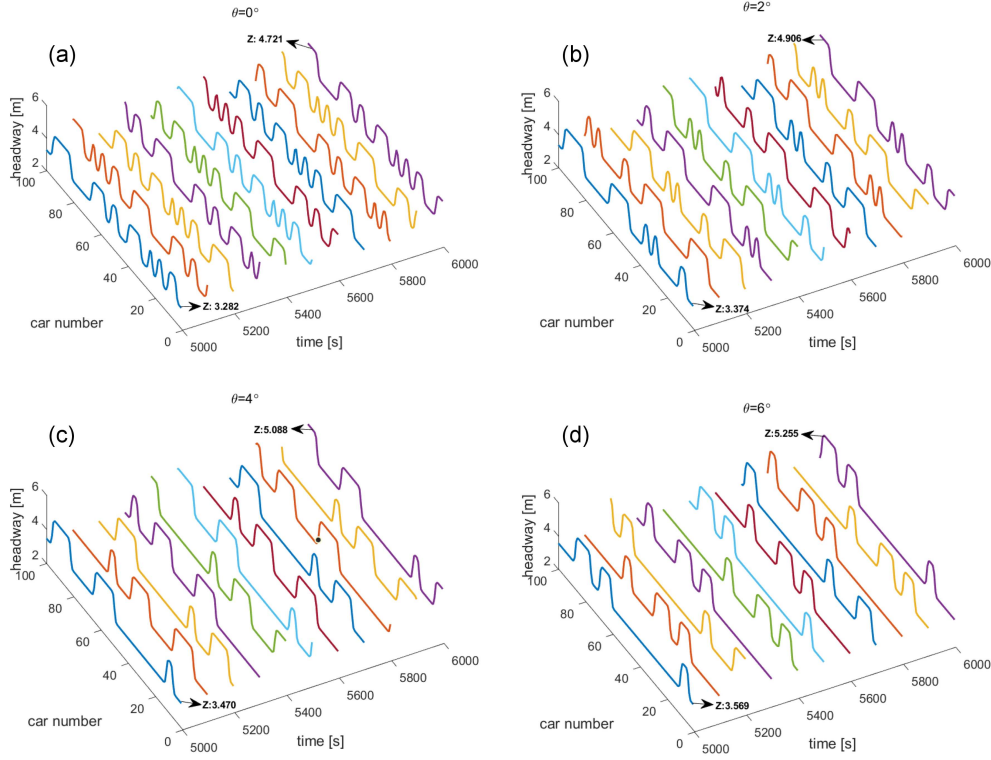 θ=0°
(a)
Z: 4.721
headway [m]
6
4
2
100
80
60
40
20
0
car number
Z: 3.282
5000
5200
5400
5600
5800
6000
time [s]
θ=2°
(b)
Z: 4.906
headway [m]
6
4
2
100
80
60
40
20
0
car number
Z:3.374
5000
5200
5400
5600
5800
6000
time [s]
θ=4°
(c)
Z:5.088
headway [m]
6
4
2
100
80
60
40
20
0
car number
Z:3.470
5000
5200
5400
5600
5800
6000
time [s]
θ=6°
(d)
Z:5.255
headway [m]
6
4
2
100
80
60
40
20
0
car number
Z:3.569
5000
5200
5400
5600
5800
6000
time [s]